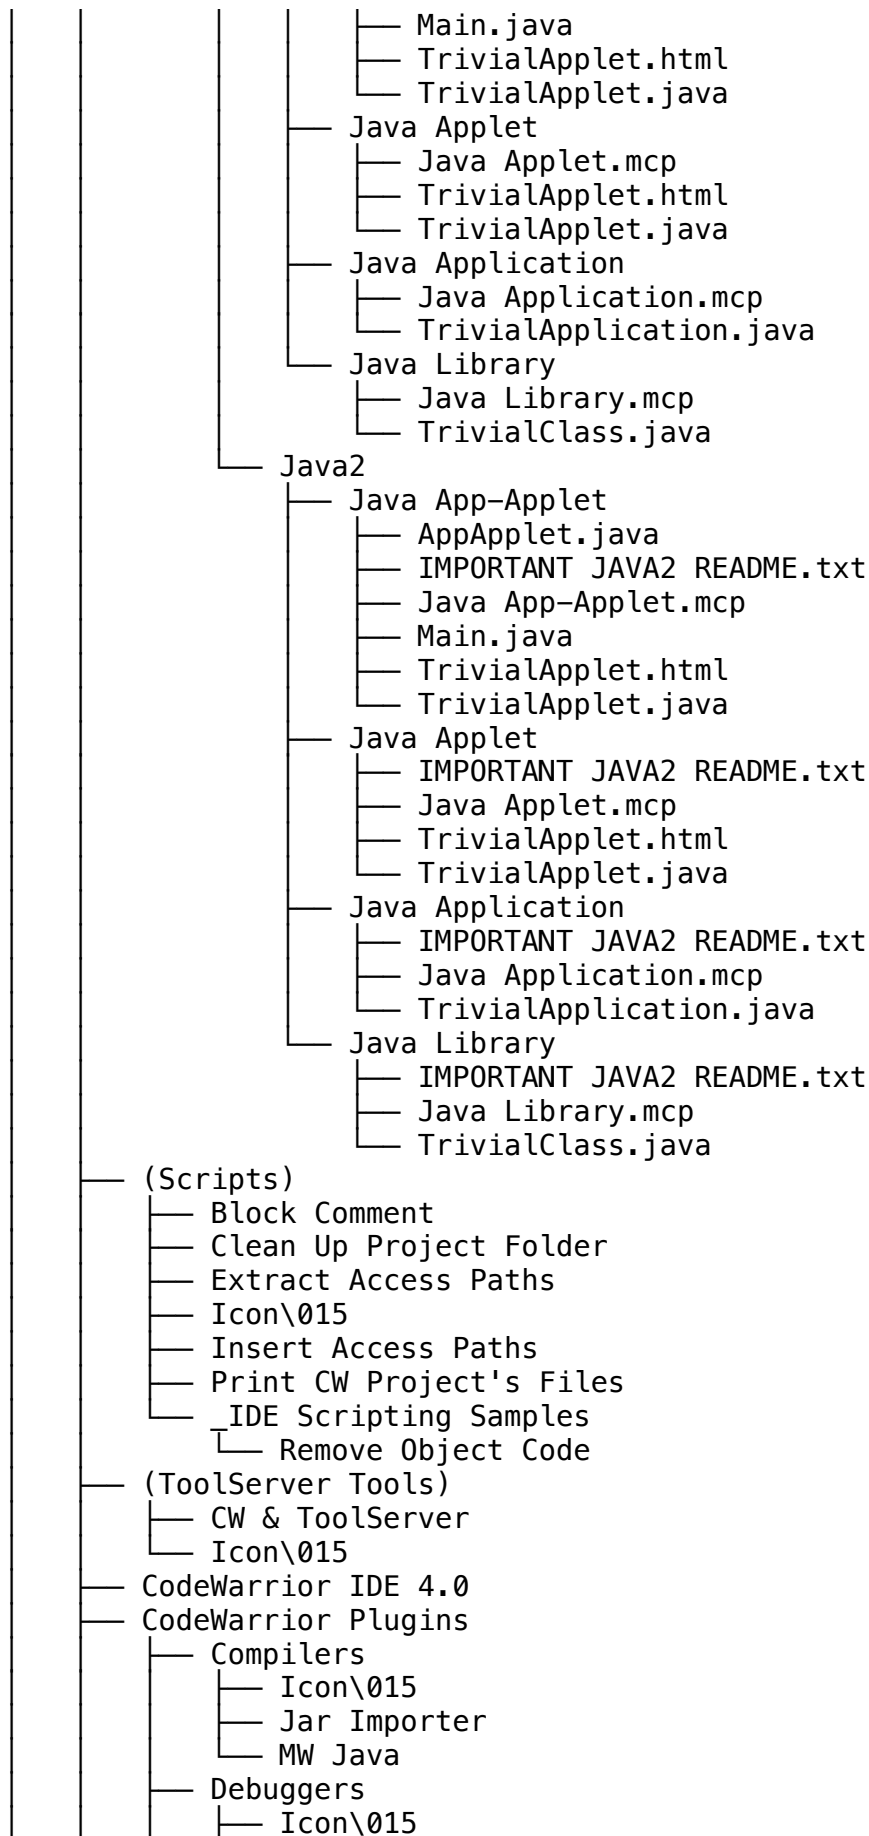 │   │       │   │   ├── Main.java
│   │       │   │   ├── TrivialApplet.html
│   │       │   │   └── TrivialApplet.java
│   │       │   ├── Java Applet
│   │       │   │   ├── Java Applet.mcp
│   │       │   │   ├── TrivialApplet.html
│   │       │   │   └── TrivialApplet.java
│   │       │   ├── Java Application
│   │       │   │   ├── Java Application.mcp
│   │       │   │   └── TrivialApplication.java
│   │       │   └── Java Library
│   │       │       ├── Java Library.mcp
│   │       │       └── TrivialClass.java
│   │       └── Java2
│   │           ├── Java App-Applet
│   │           │   ├── AppApplet.java
│   │           │   ├── IMPORTANT JAVA2 README.txt
│   │           │   ├── Java App-Applet.mcp
│   │           │   ├── Main.java
│   │           │   ├── TrivialApplet.html
│   │           │   └── TrivialApplet.java
│   │           ├── Java Applet
│   │           │   ├── IMPORTANT JAVA2 README.txt
│   │           │   ├── Java Applet.mcp
│   │           │   ├── TrivialApplet.html
│   │           │   └── TrivialApplet.java
│   │           ├── Java Application
│   │           │   ├── IMPORTANT JAVA2 README.txt
│   │           │   ├── Java Application.mcp
│   │           │   └── TrivialApplication.java
│   │           └── Java Library
│   │               ├── IMPORTANT JAVA2 README.txt
│   │               ├── Java Library.mcp
│   │               └── TrivialClass.java
│   ├── (Scripts)
│   │   ├── Block Comment
│   │   ├── Clean Up Project Folder
│   │   ├── Extract Access Paths
│   │   ├── Icon\015
│   │   ├── Insert Access Paths
│   │   ├── Print CW Project's Files
│   │   └── _IDE Scripting Samples
│   │       └── Remove Object Code
│   ├── (ToolServer Tools)
│   │   ├── CW & ToolServer
│   │   └── Icon\015
│   ├── CodeWarrior IDE 4.0
│   ├── CodeWarrior Plugins
│   │   ├── Compilers
│   │   │   ├── Icon\015
│   │   │   ├── Jar Importer
│   │   │   └── MW Java
│   │   ├── Debuggers
│   │   │   ├── Icon\015